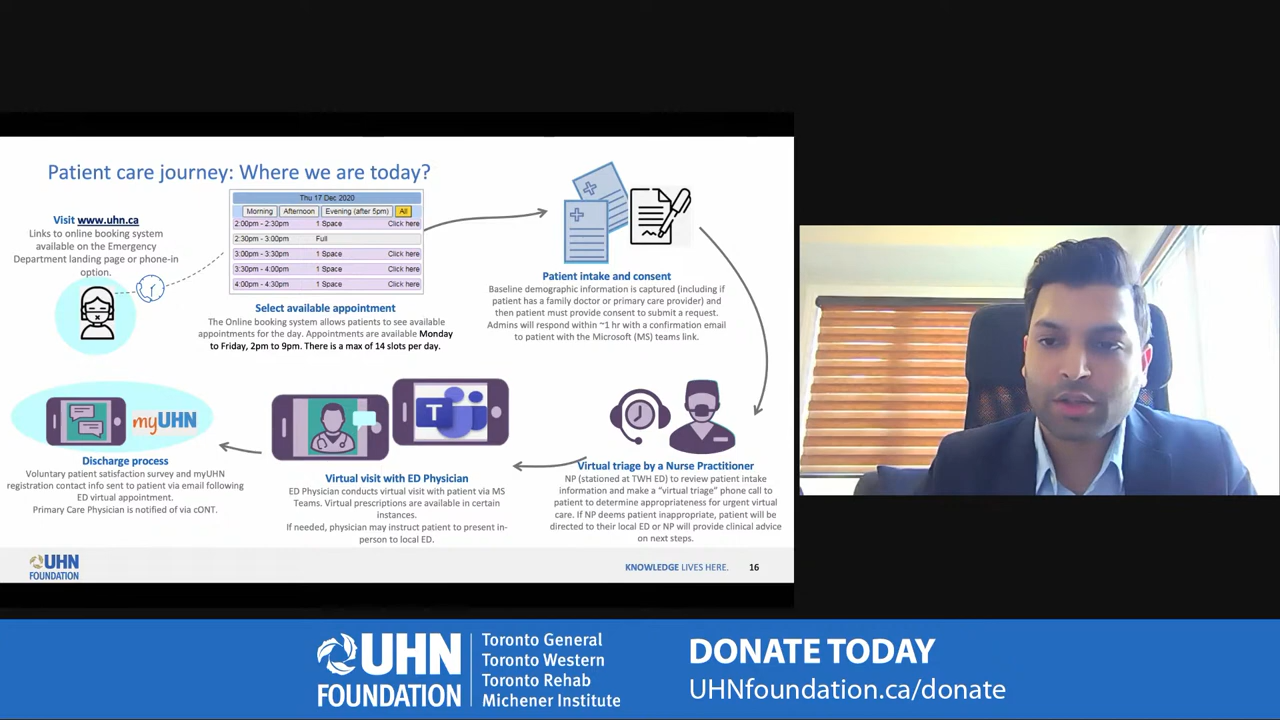 Patient care journey: Where we are today?
Visit www.uhn.ca
Links to online booking system
available on the Emergency
Department landing page or phone-in
option.
Thu 17 Dec 2020
Morning Afternoon Evening (after 5pm) All
2:00pm - 2:30pm 1 Space Click here
2:30pm - 3:00pm Full
3:00pm - 3:30pm 1 Space Click here
3:30pm - 4:00pm 1 Space Click here
4:00pm - 4:30pm 1 Space Click here
Select available appointment
The Online booking system allows patients to see available
appointments for the day. Appointments are available Monday
to Friday, 2pm to 9pm. There is a max of 14 slots per day.
Patient intake and consent
Baseline demographic information is captured (including if
patient has a family doctor or primary care provider) and
then patient must provide consent to submit a request.
Admins will respond within ~1 hr with a confirmation email
to patient with the Microsoft (MS) teams link.
Virtual triage by a Nurse Practitioner
NP (stationed at TWH ED) to review patient intake
information and make a “virtual triage” phone call to
patient to determine appropriateness for urgent virtual
care. If NP deems patient inappropriate, patient will be
directed to their local ED or NP will provide clinical advice
on next steps.
T
Virtual visit with ED Physician
ED Physician conducts virtual visit with patient via MS
Teams. Virtual prescriptions are available in certain
instances.
If needed, physician may instruct patient to present in-
person to local ED.
myUHN
Discharge process
Voluntary patient satisfaction survey and myUHN
registration contact info sent to patient via email following
ED virtual appointment.
Primary Care Physician is notified of via cONT.
UHN
FOUNDATION
KNOWLEDGE LIVES HERE. 16
UHN
FOUNDATION
Toronto General
Toronto Western
Toronto Rehab
Michener Institute
DONATE TODAY
UHNfoundation.ca/donate